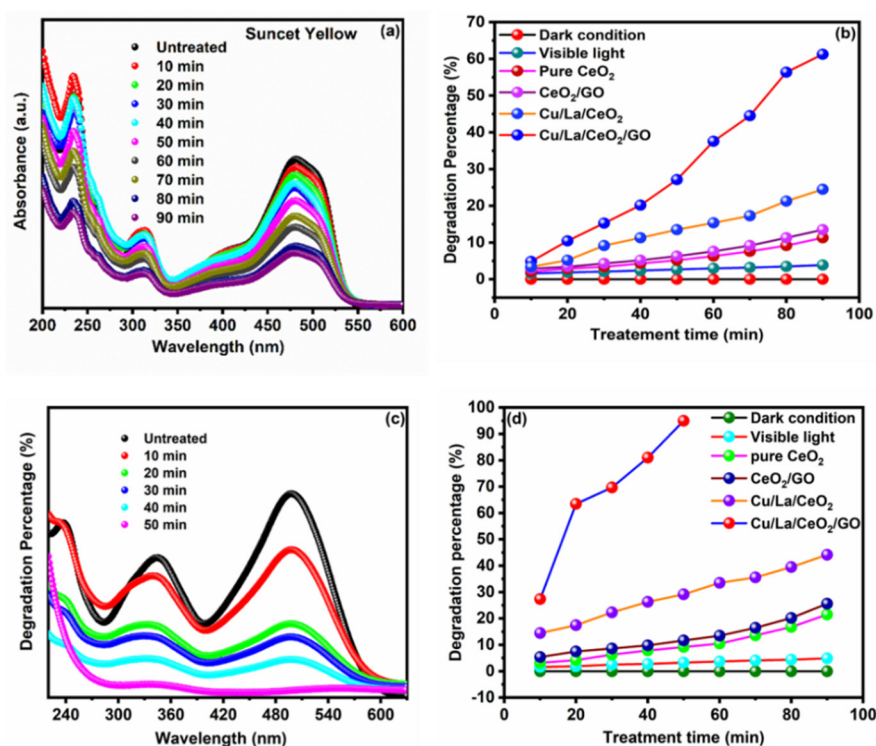 Suncet Yellow (a)
Untreated
10 min
20 min
30 min
40 min
50 min
60 min
70 min
80 min
90 min
Absorbance (a.u.)
200 250 300 350 400 450 500 550 600
Wavelength (nm)
(b)
Dark condition
Visible light
Pure CeO₂
CeO₂/GO
Cu/La/CeO₂
Cu/La/CeO₂/GO
Degradation Percentage (%)
70
60
50
40
30
20
10
0
0 20 40 60 80 100
Treatement time (min)
(c)
Untreated
10 min
20 min
30 min
40 min
50 min
Degradation Percentage (%)
240 300 360 420 480 540 600
Wavelength (nm)
(d)
Dark condition
Visible light
pure CeO₂
CeO₂/GO
Cu/La/CeO₂
Cu/La/CeO₂/GO
Degradation percentage (%)
100
90
80
70
60
50
40
30
20
10
0
-10
0 20 40 60 80 100
Treatment time (min)